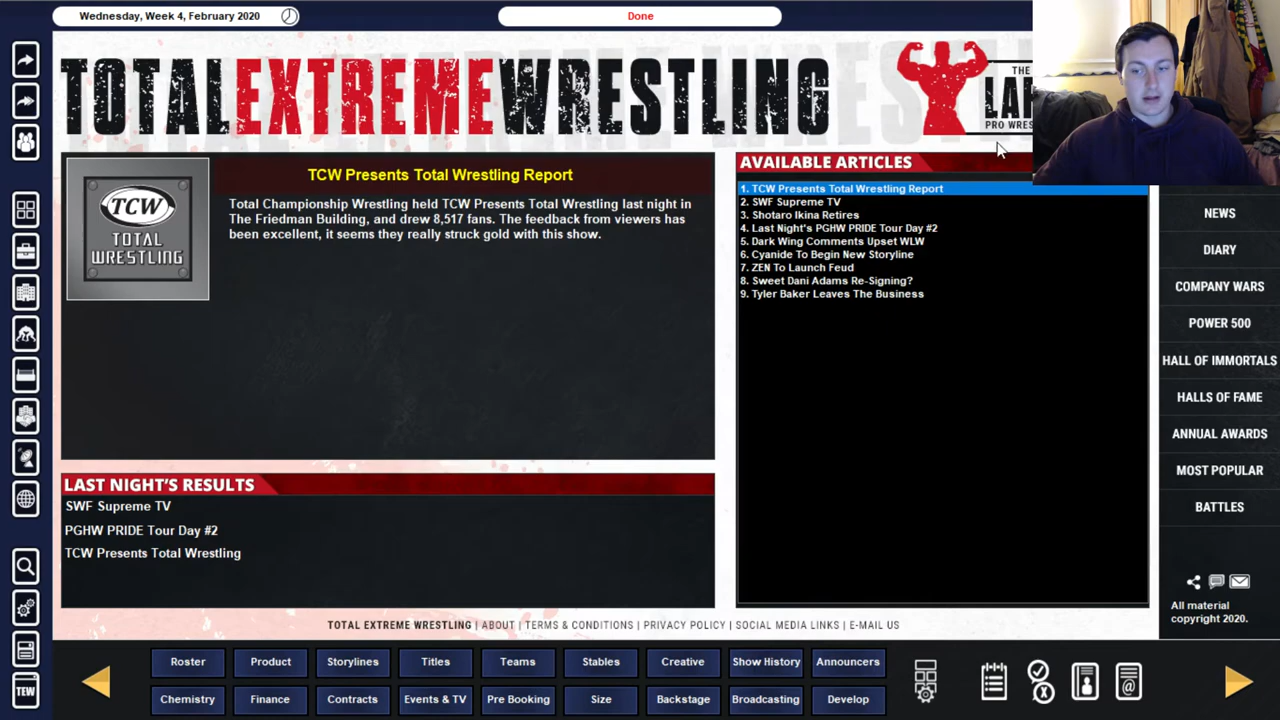 Wednesday, Week 4, February 2020
Done
TOTALEXTREMEWRESTLING
THE
PRO WRES
TCW
TOTAL
WRESTLING
TCW Presents Total Wrestling Report
Total Championship Wrestling held TCW Presents Total Wrestling last night in
The Friedman Building, and drew 8,517 fans. The feedback from viewers has
been excellent, it seems they really struck gold with this show.
AVAILABLE ARTICLES
1. TCW Presents Total Wrestling Report
2. SWF Supreme TV
3. Shotaro Ikina Retires
4. Last Night's PGHW PRIDE Tour Day #2
5. Dark Wing Comments Upset WLW
6. Cyanide To Begin New Storyline
7. ZEN To Launch Feud
8. Sweet Dani Adams Re-Signing?
9. Tyler Baker Leaves The Business
NEWS
DIARY
COMPANY WARS
POWER 500
HALL OF IMMORTALS
HALLS OF FAME
ANNUAL AWARDS
MOST POPULAR
BATTLES
All material
copyright 2020.
LAST NIGHT'S RESULTS
SWF Supreme TV
PGHW PRIDE Tour Day #2
TCW Presents Total Wrestling
TOTAL EXTREME WRESTLING | ABOUT | TERMS & CONDITIONS | PRIVACY POLICY | SOCIAL MEDIA LINKS | E-MAIL US
Roster
Product
Storylines
Titles
Teams
Stables
Creative
Show History
Announcers
Chemistry
Finance
Contracts
Events & TV
Pre Booking
Size
Backstage
Broadcasting
Develop
TEW